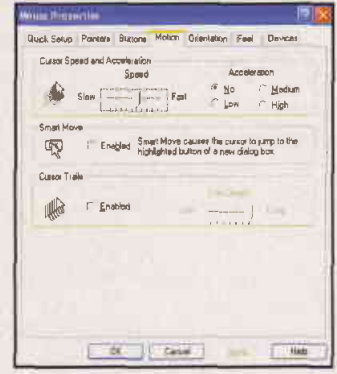 Mouse Properties
Quick Setup Pointers Buttons Motion Orientation Feel Devices
Cursor Speed and Acceleration
Speed
Acceleration
Slow
Fast
No
Medium
Low
High
Smart Move
Enabled
Smart Move causes the cursor to jump to the
highlighted button of a new dialog box.
Cursor Trails
Enabled
OK
Cancel
Help